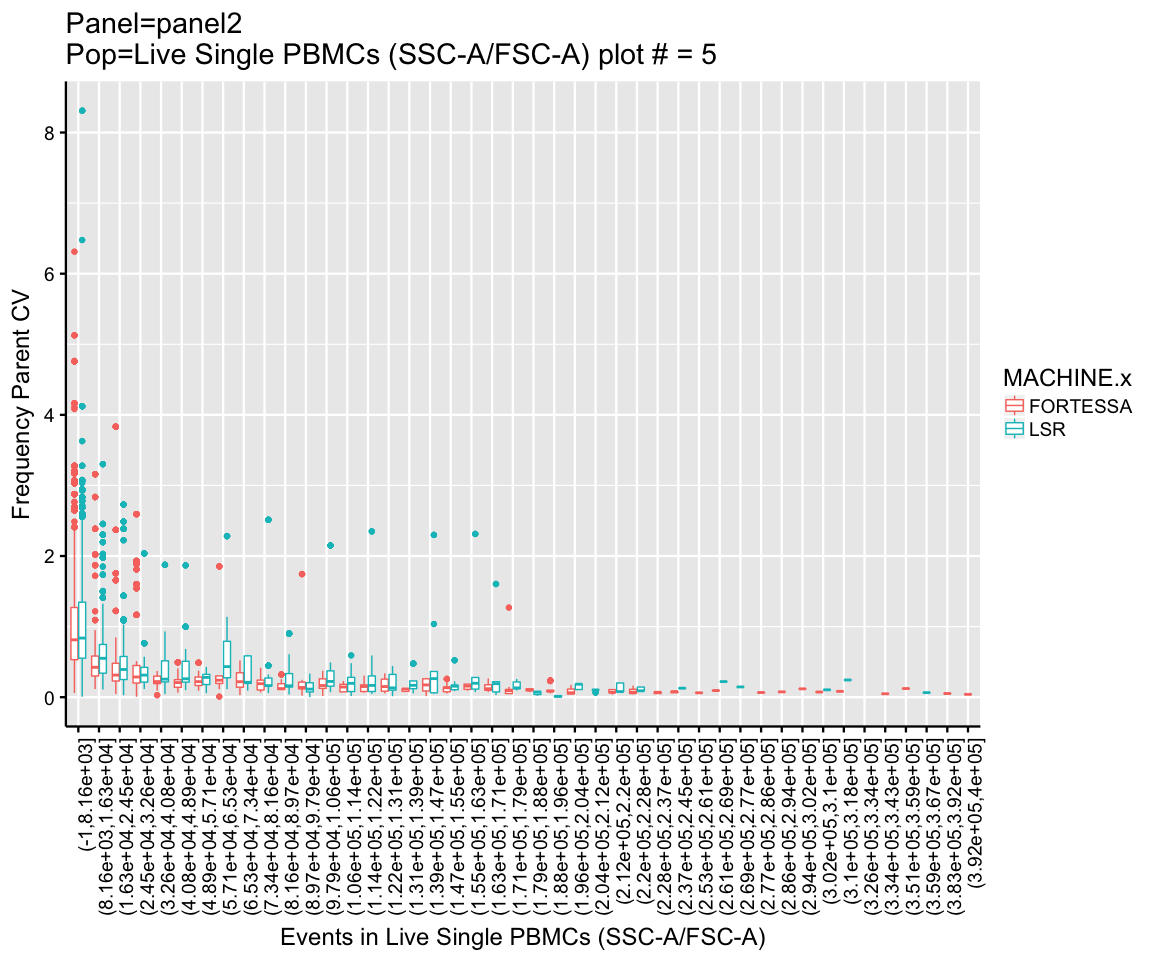 Panel=panel2
Pop=Live Single PBMCs (SSC-A/FSC-A) plot # = 5
8
6
4
2
0
Frequency Parent CV
MACHINE.x
FORTESSA
LSR
(-1,8.16e+03]
(8.16e+03,1.63e+04]
(1.63e+04,2.45e+04]
(2.45e+04,3.26e+04]
(3.26e+04,4.08e+04]
(4.08e+04,4.89e+04]
(4.89e+04,5.71e+04]
(5.71e+04,6.53e+04]
(6.53e+04,7.34e+04]
(7.34e+04,8.16e+04]
(8.16e+04,8.97e+04]
(8.97e+04,9.79e+04]
(9.79e+04,1.06e+05]
(1.06e+05,1.14e+05]
(1.14e+05,1.22e+05]
(1.22e+05,1.31e+05]
(1.31e+05,1.39e+05]
(1.39e+05,1.47e+05]
(1.47e+05,1.55e+05]
(1.55e+05,1.63e+05]
(1.63e+05,1.71e+05]
(1.71e+05,1.79e+05]
(1.79e+05,1.88e+05]
(1.88e+05,1.96e+05]
(1.96e+05,2.04e+05]
(2.04e+05,2.12e+05]
(2.12e+05,2.2e+05]
(2.2e+05,2.28e+05]
(2.28e+05,2.37e+05]
(2.37e+05,2.45e+05]
(2.53e+05,2.61e+05]
(2.61e+05,2.69e+05]
(2.69e+05,2.77e+05]
(2.77e+05,2.86e+05]
(2.86e+05,2.94e+05]
(2.94e+05,3.02e+05]
(3.02e+05,3.1e+05]
(3.1e+05,3.18e+05]
(3.26e+05,3.34e+05]
(3.34e+05,3.43e+05]
(3.51e+05,3.59e+05]
(3.59e+05,3.67e+05]
(3.83e+05,3.92e+05]
(3.92e+05,4e+05]
Events in Live Single PBMCs (SSC-A/FSC-A)